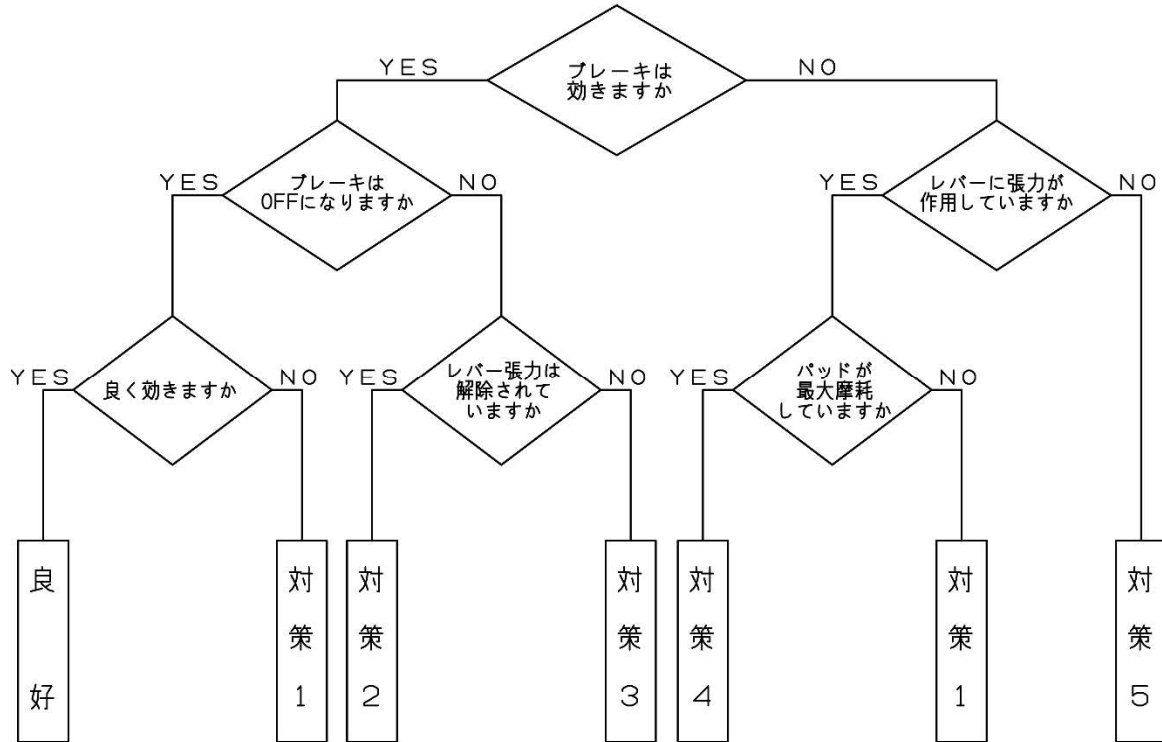 ブレーキは
効きますか
YES
NO
ブレーキは
OFFになりますか
YES
NO
レバーに張力が
作用していますか
YES
NO
良く効きますか
YES
NO
レバー張力は
解除されて
いますか
YES
NO
パッドが
最大摩耗
していますか
YES
NO
良好
対策1
対策2
対策3
対策4
対策1
対策5